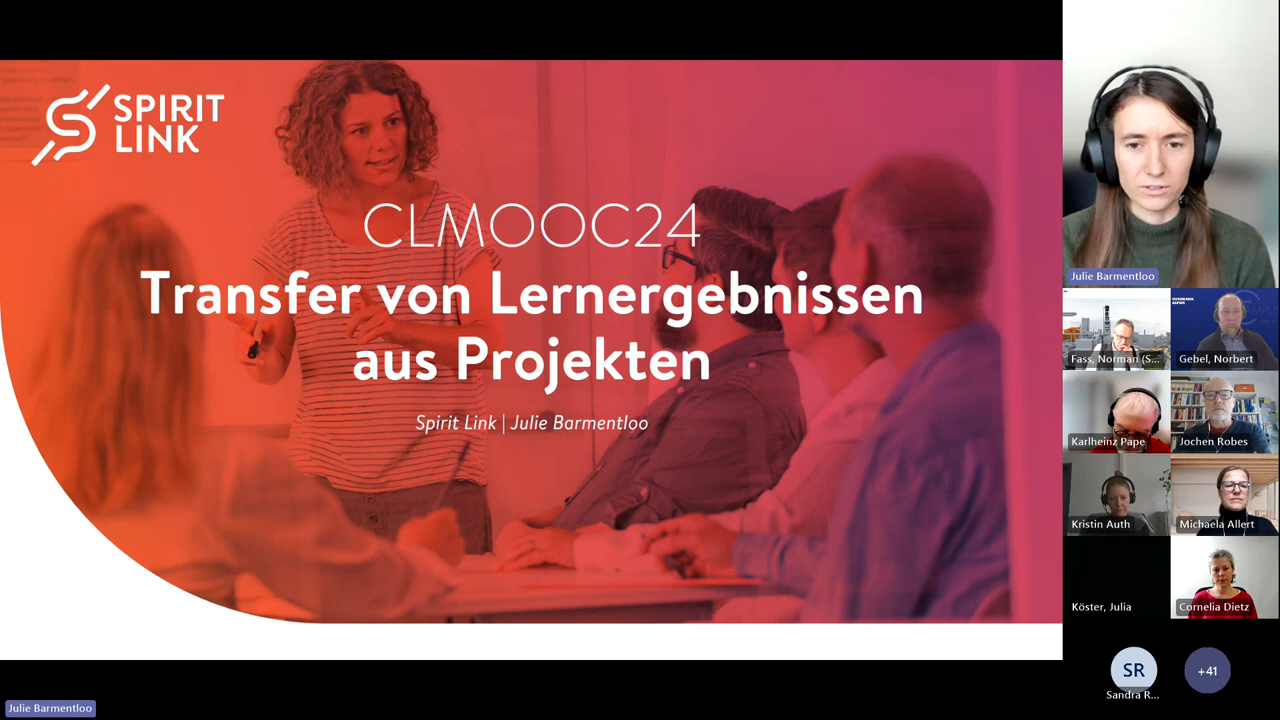 SPIRIT
LINK
CLMOOC24
Transfer von Lernergebnissen
aus Projekten
Spirit Link | Julie Barmentloo
Julie Barmentloo
Fass, Norman (S...
Gebel, Norbert
Karlheinz Pape
Jochen Robes
Kristin Auth
Michaela Allert
Köster, Julia
Cornelia Dietz
SR
Sandra R...
+41
Julie Barmentloo